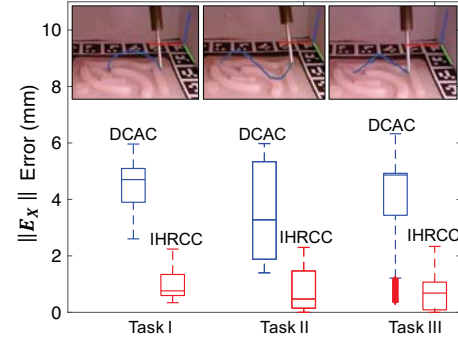 10
8
6
4
2
0
‖E_X‖ Error (mm)
DCAC
DCAC
DCAC
IHRCC
IHRCC
IHRCC
Task I
Task II
Task III